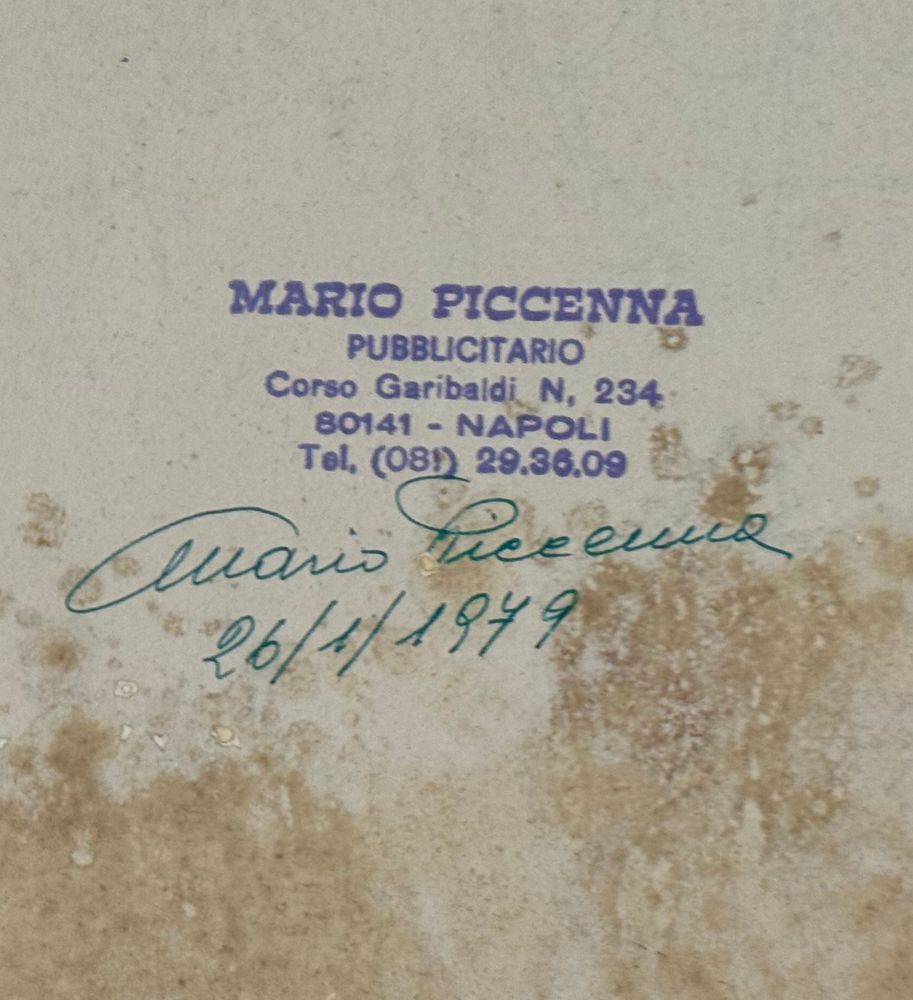 MARIO PICCENNA
PUBBLICITARIO
Corso Garibaldi N. 234
80141 - NAPOLI
Tel. (081) 29.36.09
Mario Piccenna
26/1/1979